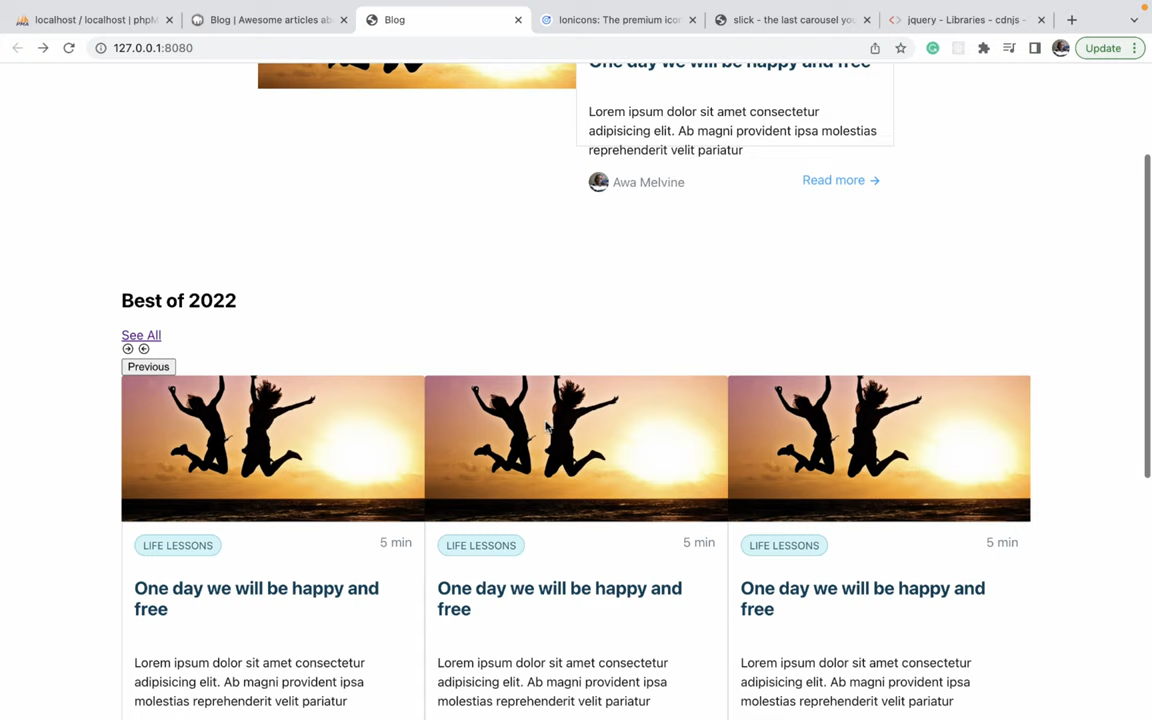 localhost / localhost | phpM
Blog | Awesome articles ab
Blog
Ionicons: The premium icon
slick - the last carousel you
jquery - Libraries - cdnjs -
127.0.0.1:8080
Update
One day we will be happy and free
Lorem ipsum dolor sit amet consectetur
adipisicing elit. Ab magni provident ipsa molestias
reprehenderit velit pariatur
Awa Melvine
Read more →
Best of 2022
See All
Previous
LIFE LESSONS
5 min
LIFE LESSONS
5 min
LIFE LESSONS
5 min
One day we will be happy and
free
One day we will be happy and
free
One day we will be happy and
free
Lorem ipsum dolor sit amet consectetur
adipisicing elit. Ab magni provident ipsa
molestias reprehenderit velit pariatur
Lorem ipsum dolor sit amet consectetur
adipisicing elit. Ab magni provident ipsa
molestias reprehenderit velit pariatur
Lorem ipsum dolor sit amet consectetur
adipisicing elit. Ab magni provident ipsa
molestias reprehenderit velit pariatur